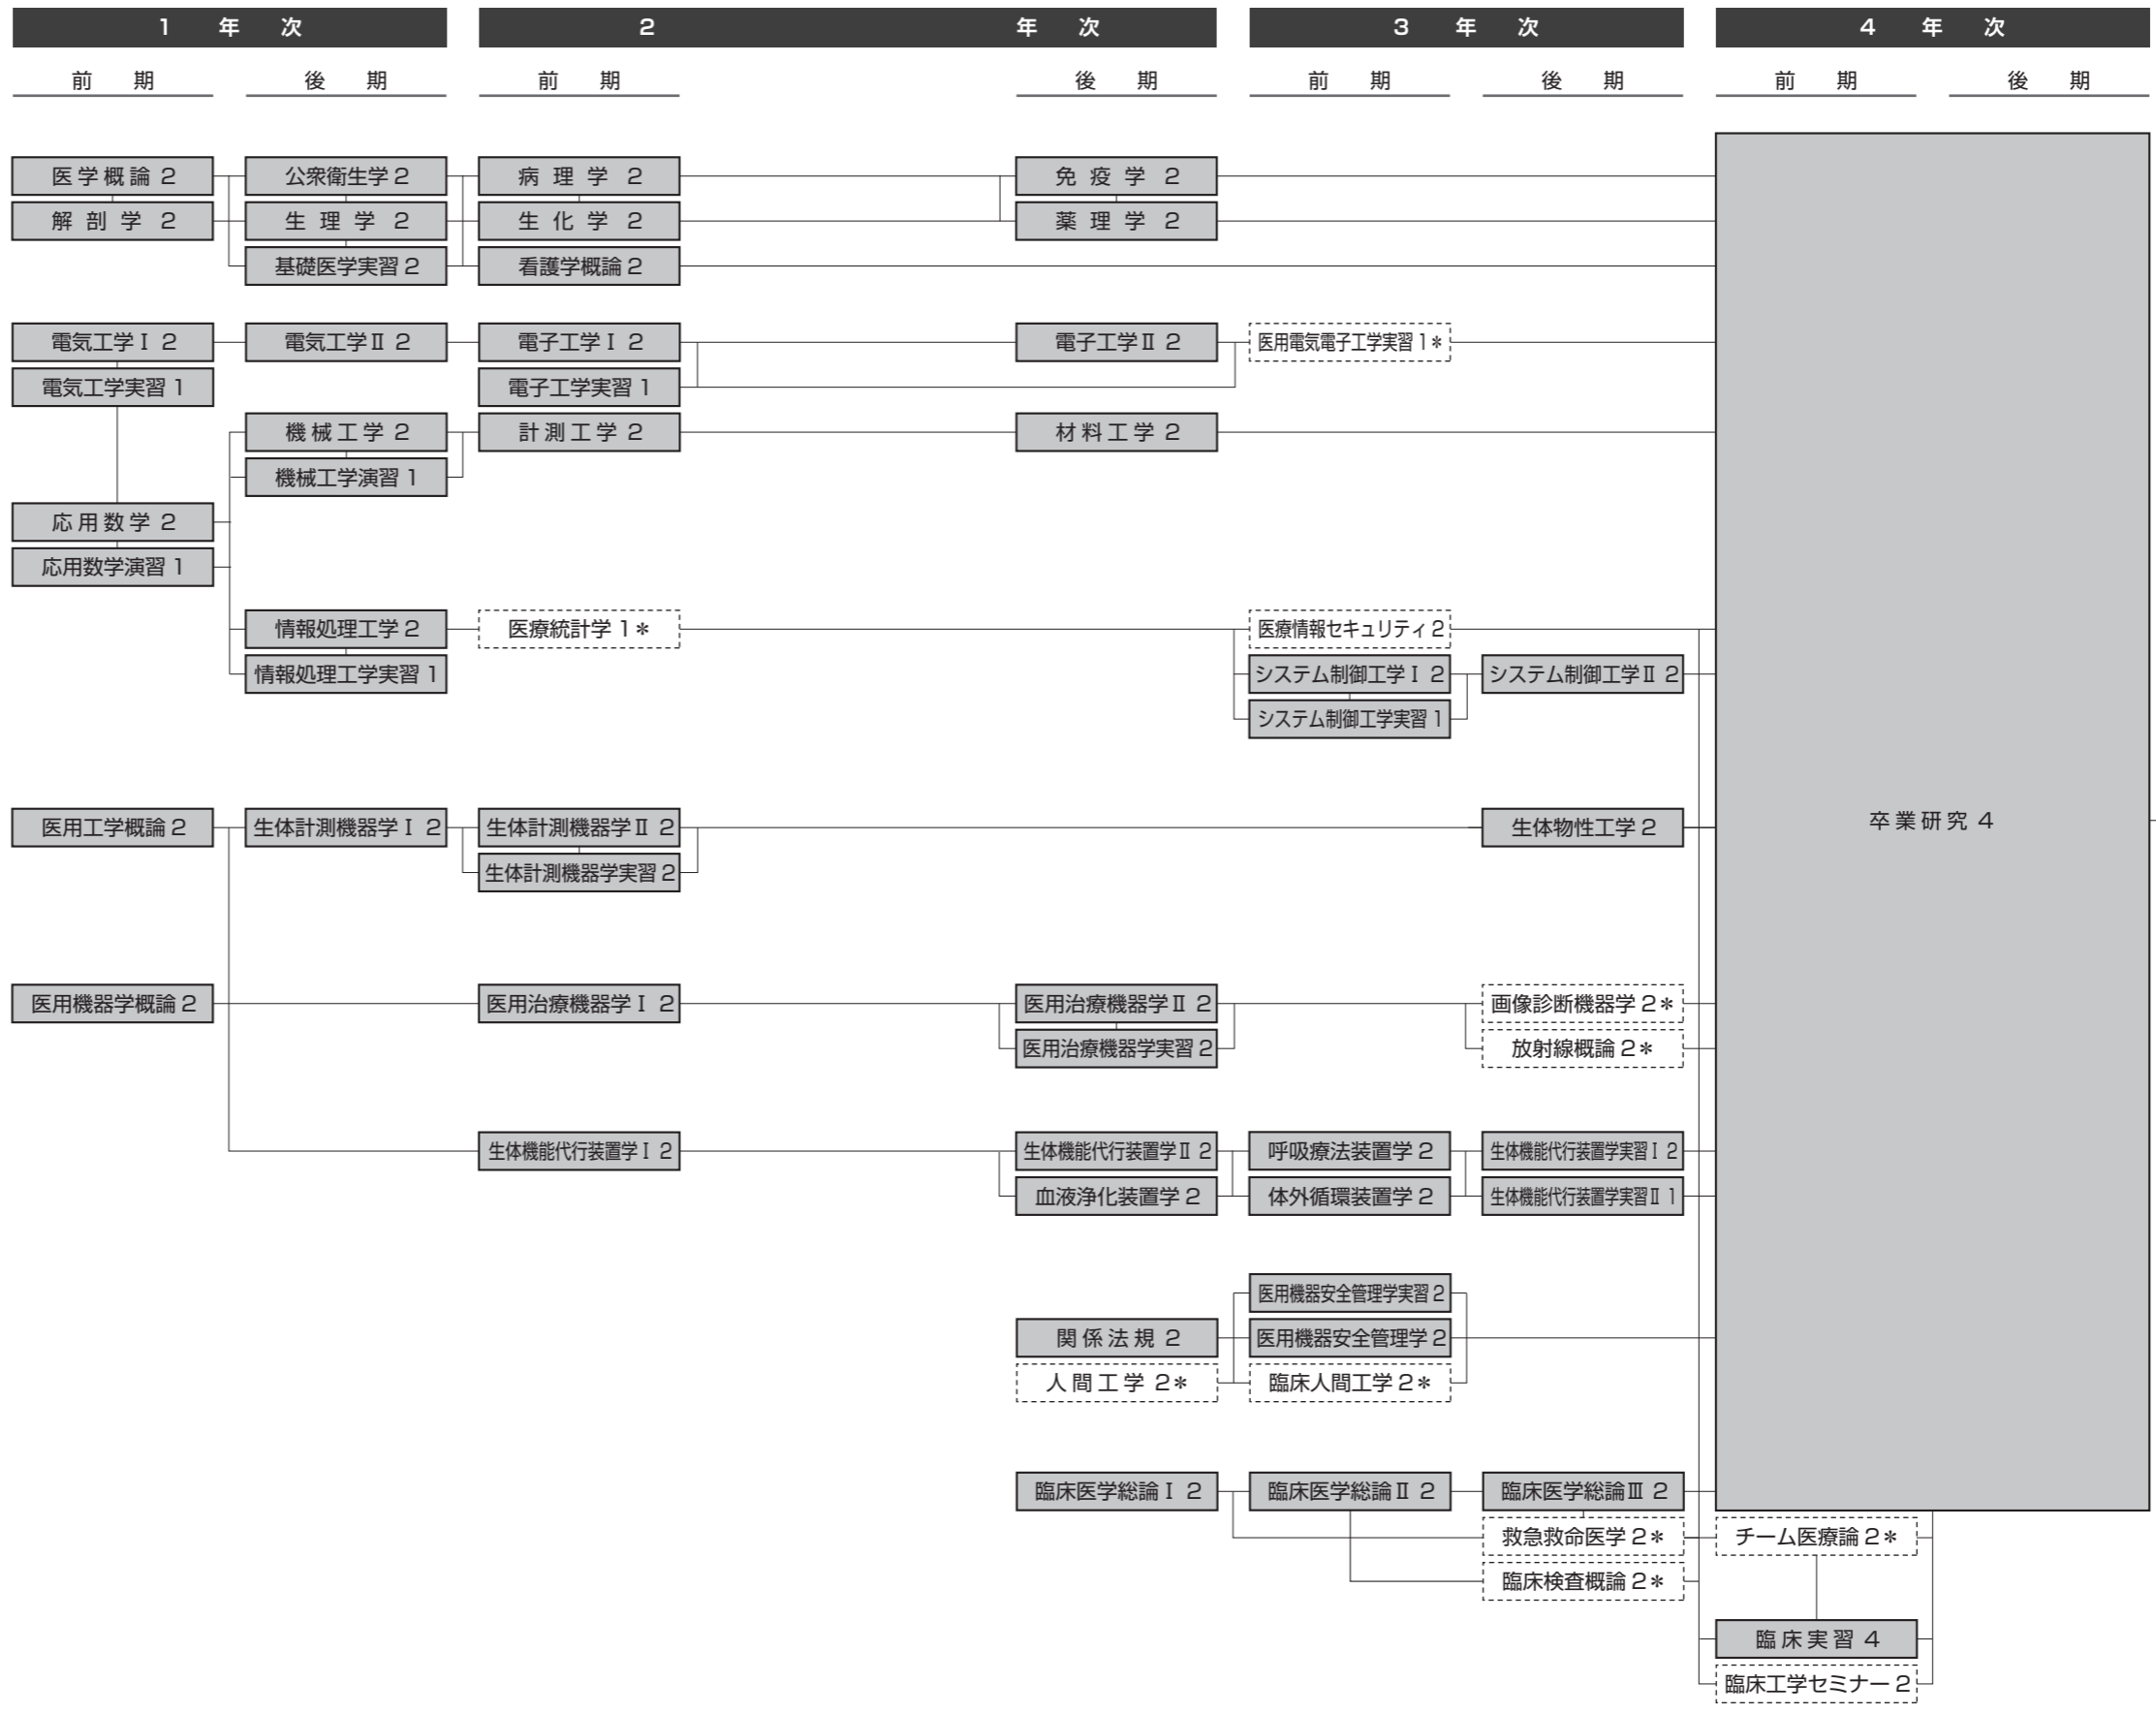 1 年 次
2 年 次
3 年 次
4 年 次
前 期
後 期
前 期
後 期
前 期
後 期
前 期
後 期
医学概論 2
公衆衛生学 2
病理学 2
免疫学 2
解剖学 2
生理学 2
生化学 2
薬理学 2
基礎医学実習 2
看護学概論 2
電気工学Ⅰ 2
電気工学Ⅱ 2
電子工学Ⅰ 2
電子工学Ⅱ 2
医用電気電子工学実習 1*
電気工学実習 1
電子工学実習 1
機械工学 2
計測工学 2
材料工学 2
機械工学演習 1
応用数学 2
応用数学演習 1
情報処理工学 2
医療統計学 1*
医療情報セキュリティ 2
情報処理工学実習 1
システム制御工学Ⅰ 2
システム制御工学Ⅱ 2
システム制御工学実習 1
医用工学概論 2
生体計測機器学Ⅰ 2
生体計測機器学Ⅱ 2
生体物性工学 2
卒業研究 4
生体計測機器学実習 2
医用機器学概論 2
医用治療機器学Ⅰ 2
医用治療機器学Ⅱ 2
画像診断機器学 2*
医用治療機器学実習 2
放射線概論 2*
生体機能代行装置学Ⅰ 2
生体機能代行装置学Ⅱ 2
呼吸療法装置学 2
生体機能代行装置学実習Ⅰ 2
血液浄化装置学 2
体外循環装置学 2
生体機能代行装置学実習Ⅱ 1
医用機器安全管理学実習 2
関係法規 2
医用機器安全管理学 2
人間工学 2*
臨床人間工学 2*
臨床医学総論Ⅰ 2
臨床医学総論Ⅱ 2
臨床医学総論Ⅲ 2
救急救命医学 2*
チーム医療論 2*
臨床検査概論 2*
臨床実習 4
臨床工学セミナー 2